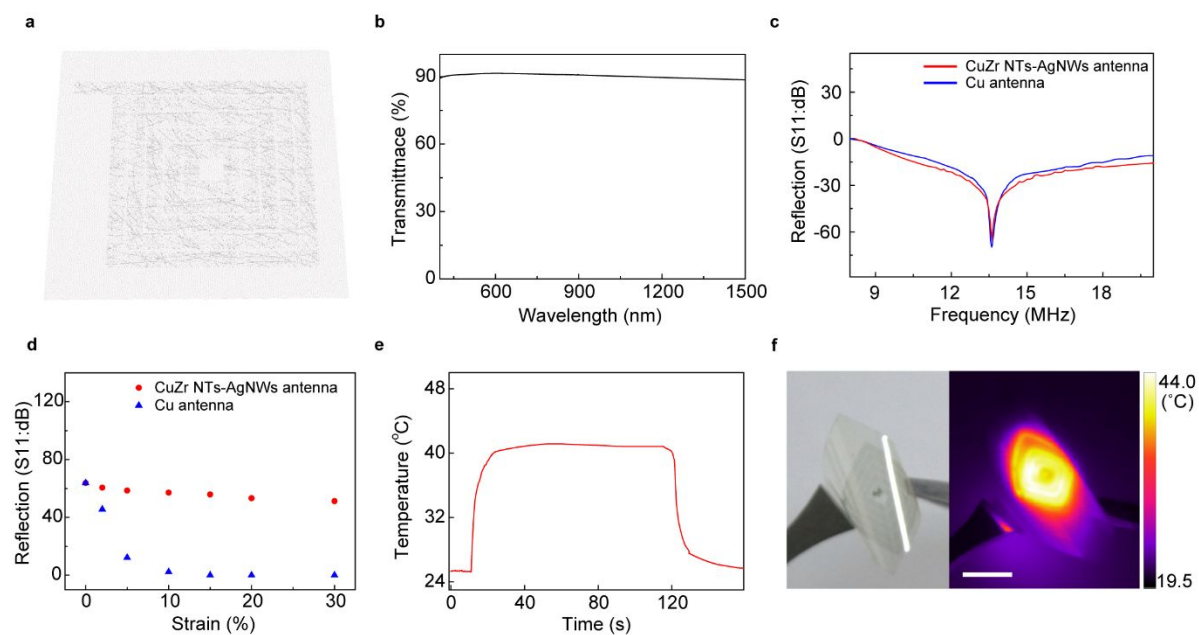 a
b
Transmittnace (%)
90
60
30
0
600
900
1200
1500
Wavelength (nm)
c
CuZr NTs-AgNWs antenna
Cu antenna
Reflection (S11:dB)
30
0
-30
-60
9
12
15
18
Frequency (MHz)
d
CuZr NTs-AgNWs antenna
Cu antenna
Reflection (S11:dB)
120
80
40
0
0
10
20
30
Strain (%)
e
Temperature (°C)
48
40
32
24
0
40
80
120
Time (s)
f
44.0
(°C)
19.5